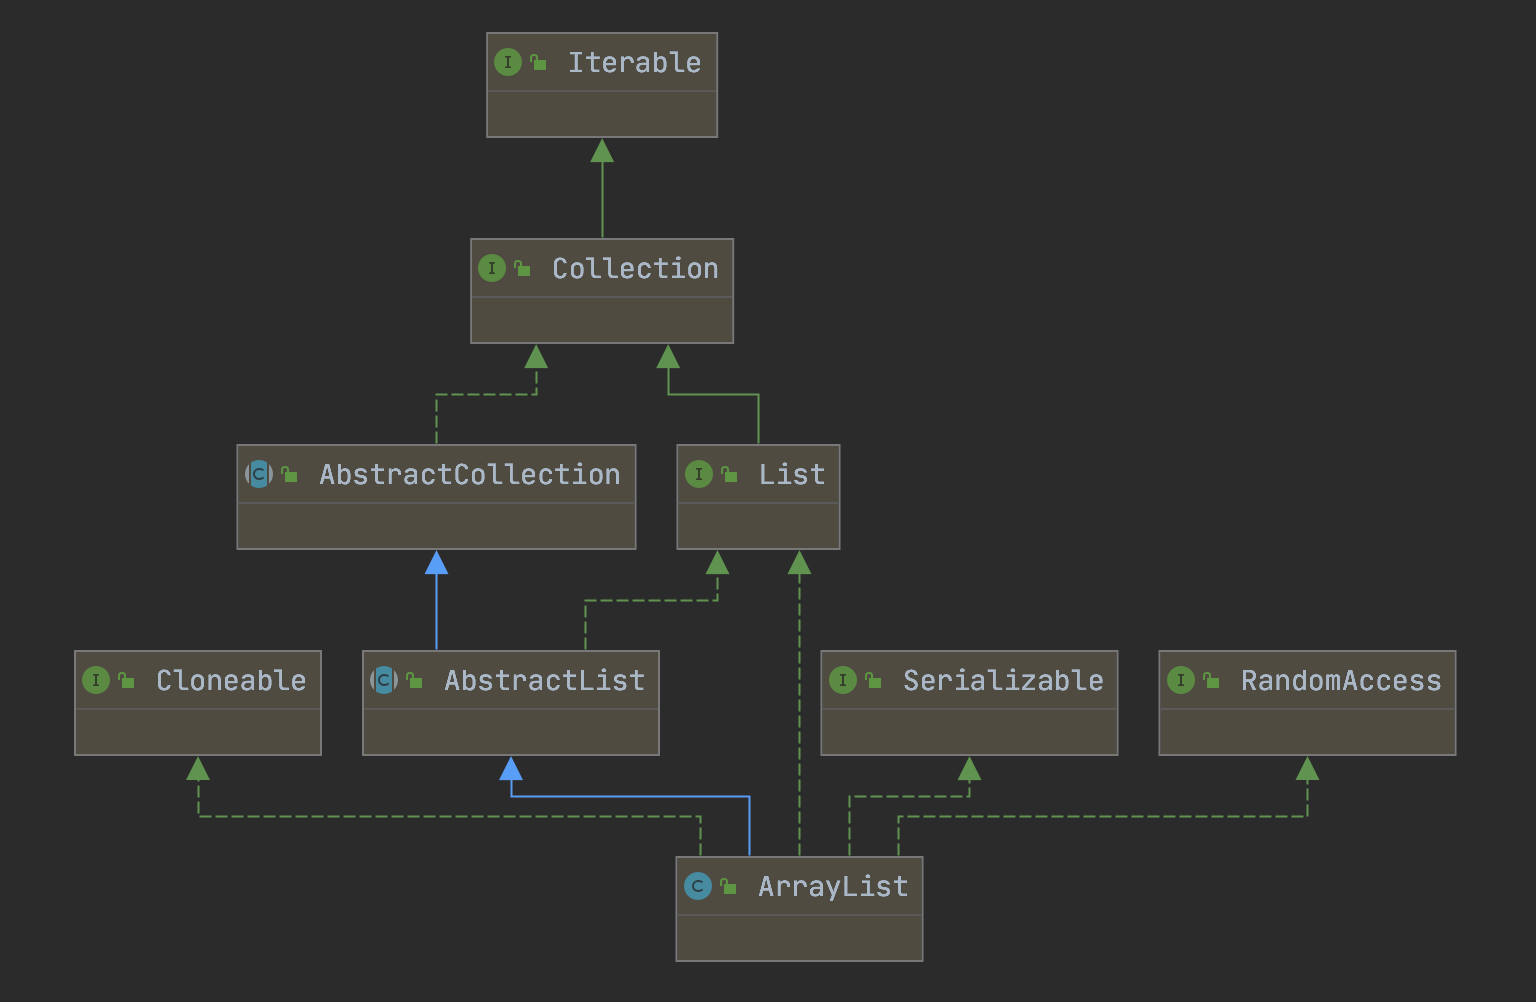 I Iterable
I Collection
C AbstractCollection
I List
I Cloneable
C AbstractList
I Serializable
I RandomAccess
C ArrayList